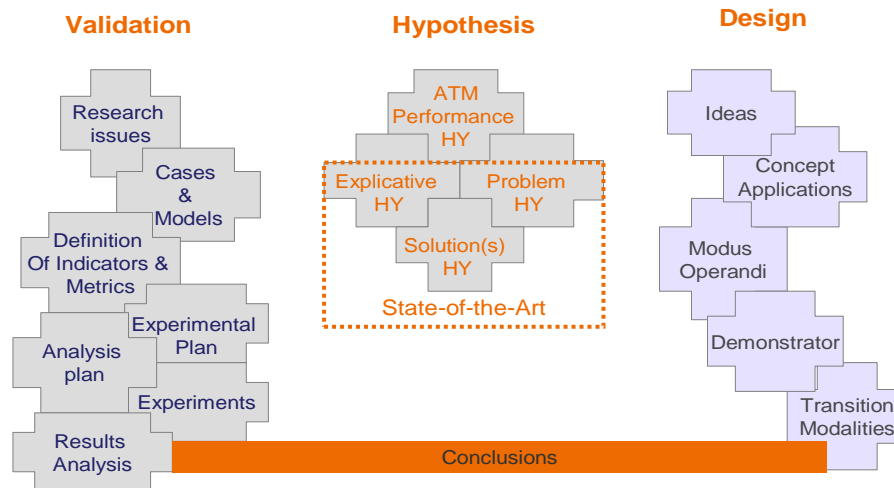 Validation
Research
issues
Cases
&
Models
Definition
Of Indicators &
Metrics
Experimental
Plan
Analysis
plan
Experiments
Results
Analysis
Hypothesis
ATM
Performance
HY
Explicative
HY
Problem
HY
Solution(s)
HY
State-of-the-Art
Design
Ideas
Concept
Applications
Modus
Operandi
Demonstrator
Transition
Modalities
Conclusions